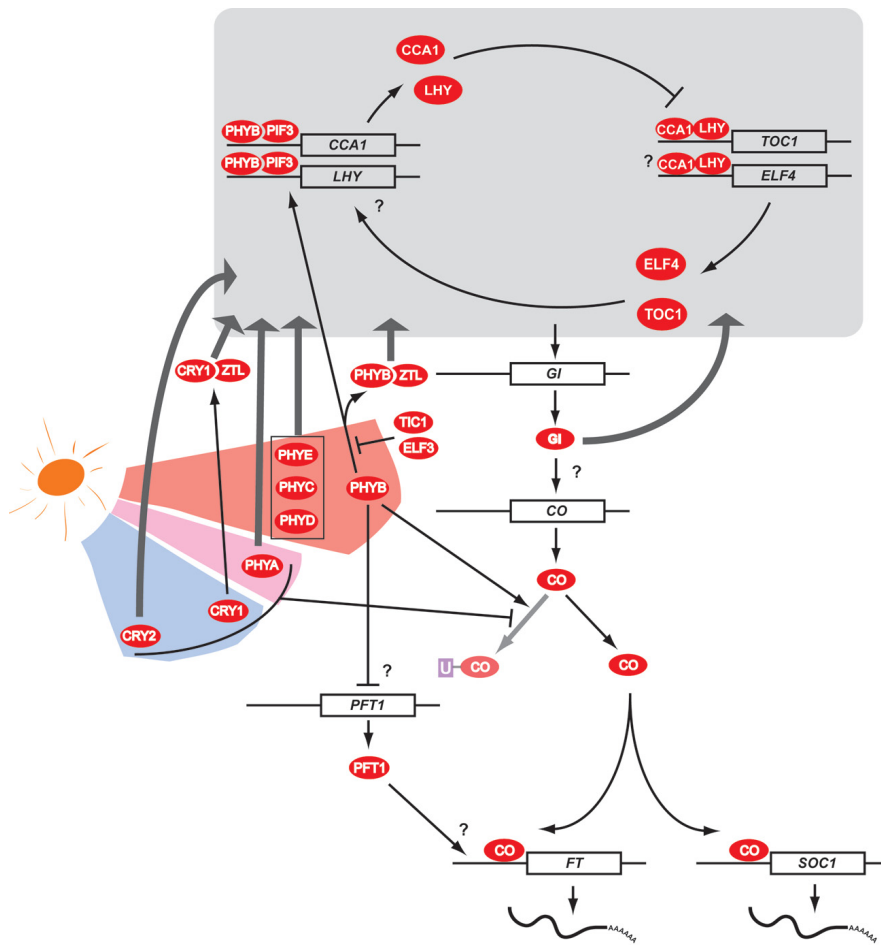 CCA1
LHY
PHYB PIF3
CCA1
PHYB PIF3
LHY
?
CCA1 LHY
TOC1
? CCA1 LHY
ELF4
ELF4
TOC1
CRY1 ZTL
PHYB ZTL
GI
TIC1
ELF3
GI
PHYE
PHYC
PHYD
PHYB
?
CO
PHYA
CO
CRY1
CRY2
U CO
CO
?
PFT1
PFT1
?
CO
FT
CO
SOC1
AAAAAA
AAAAAA